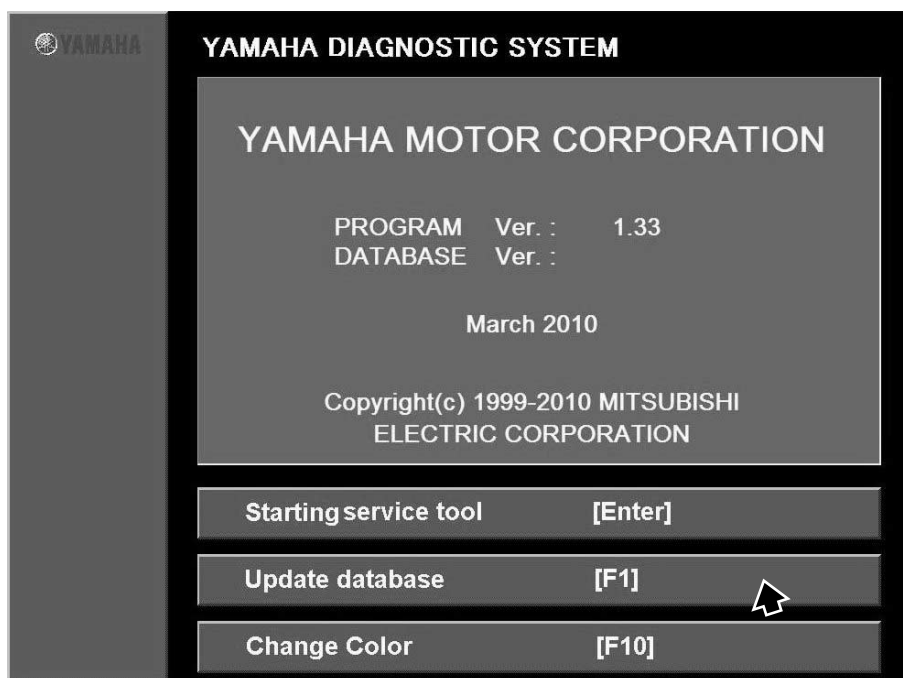 YAMAHA
YAMAHA DIAGNOSTIC SYSTEM
YAMAHA MOTOR CORPORATION
PROGRAM Ver. : 1.33
DATABASE Ver. :
March 2010
Copyright(c) 1999-2010 MITSUBISHI
ELECTRIC CORPORATION
Starting service tool [Enter]
Update database [F1]
Change Color [F10]